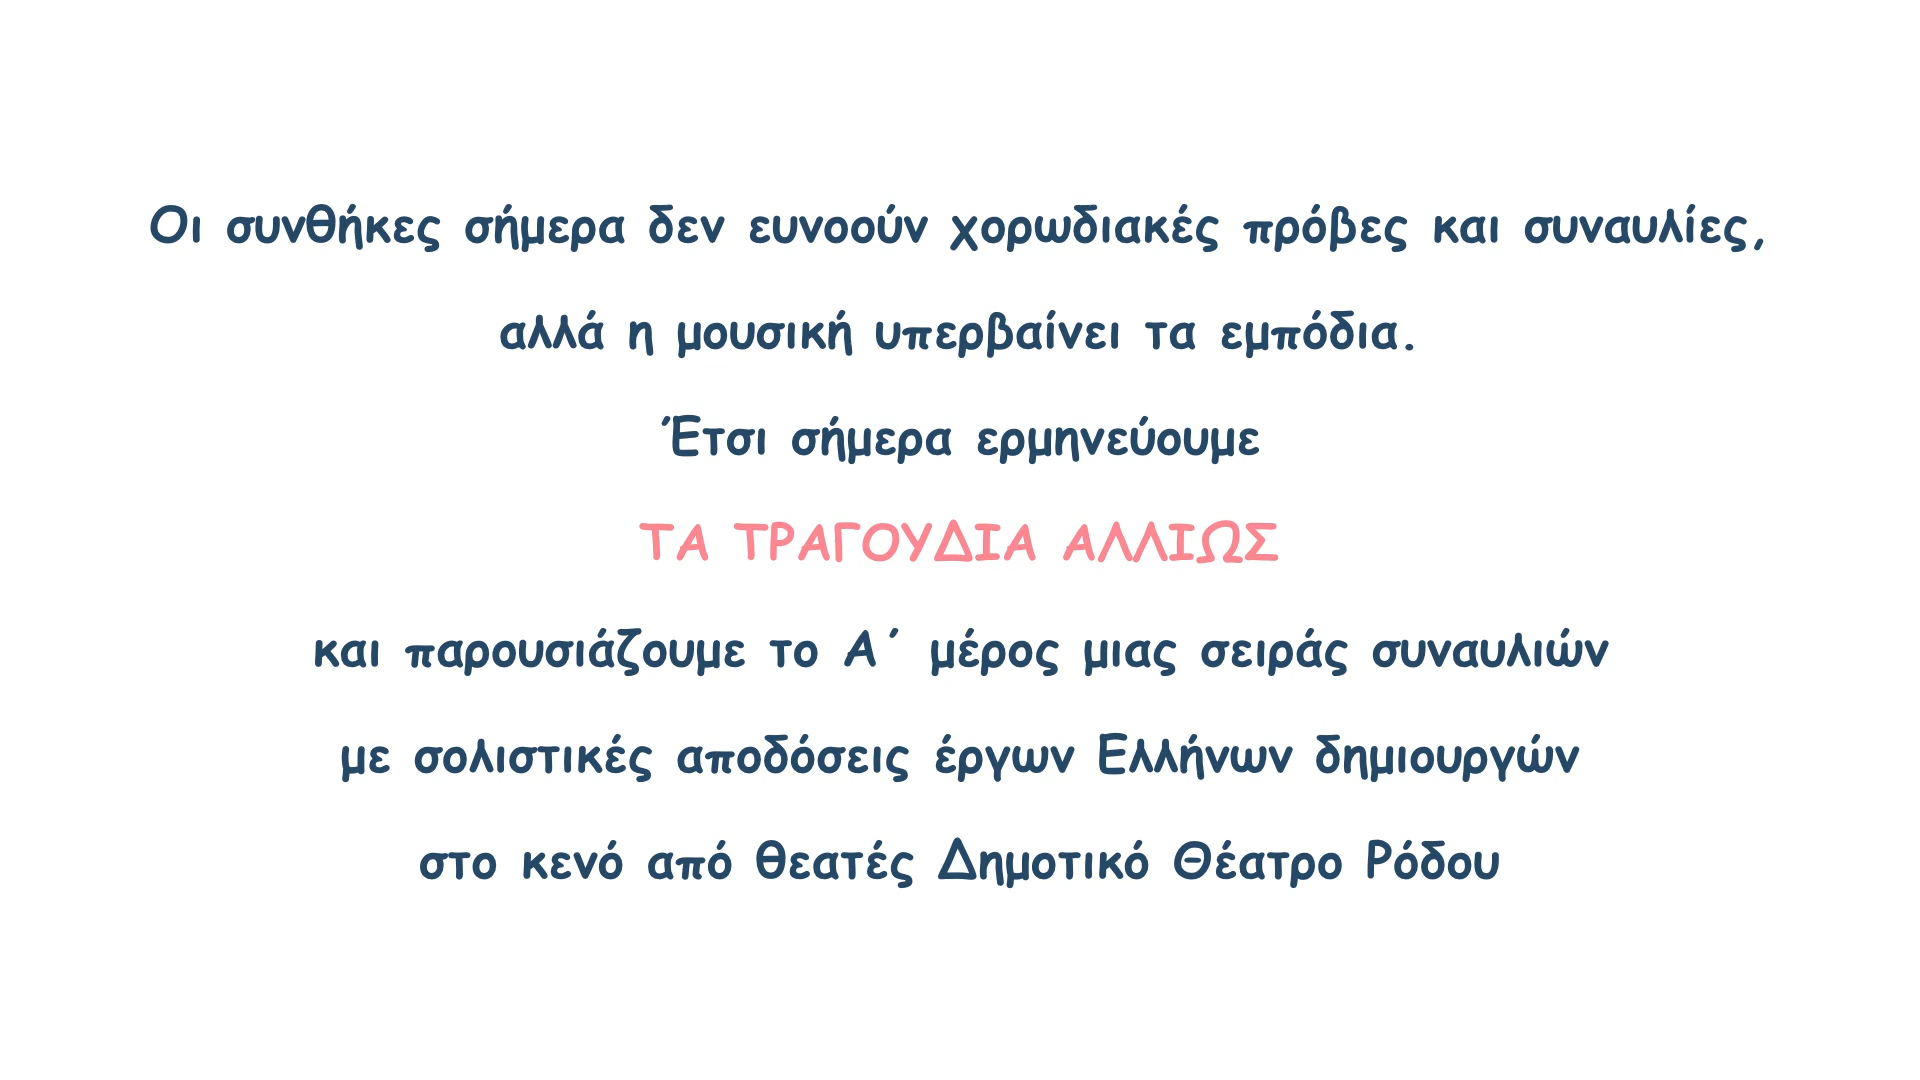 Οι συνθήκες σήμερα δεν ευνοούν χορωδιακές πρόβες και συναυλίες,
αλλά η μουσική υπερβαίνει τα εμπόδια.
Έτσι σήμερα ερμηνεύουμε
ΤΑ ΤΡΑΓΟΥΔΙΑ ΑΛΛΙΩΣ
και παρουσιάζουμε το Α΄ μέρος μιας σειράς συναυλιών
με σολιστικές αποδόσεις έργων Ελλήνων δημιουργών
στο κενό από θεατές Δημοτικό Θέατρο Ρόδου